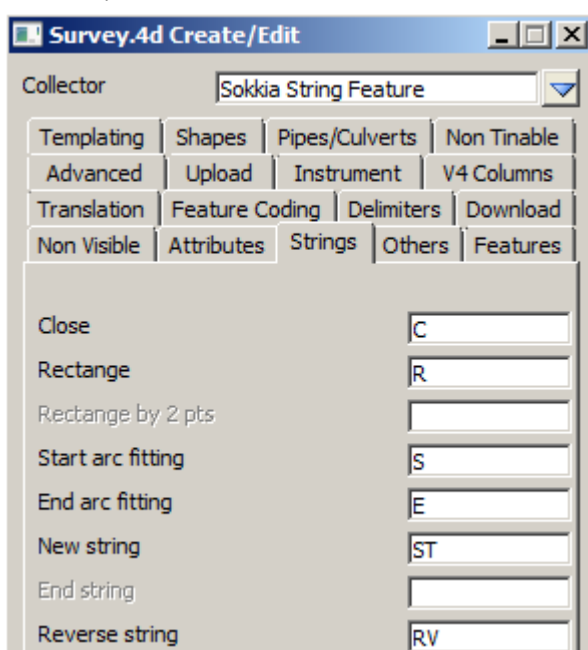 Survey.4d Create/Edit
Collector Sokkia String Feature
Templating Shapes Pipes/Culverts Non Tinable
Advanced Upload Instrument V4 Columns
Translation Feature Coding Delimiters Download
Non Visible Attributes Strings Others Features
Close C
Rectange R
Rectange by 2 pts
Start arc fitting S
End arc fitting E
New string ST
End string
Reverse string RV